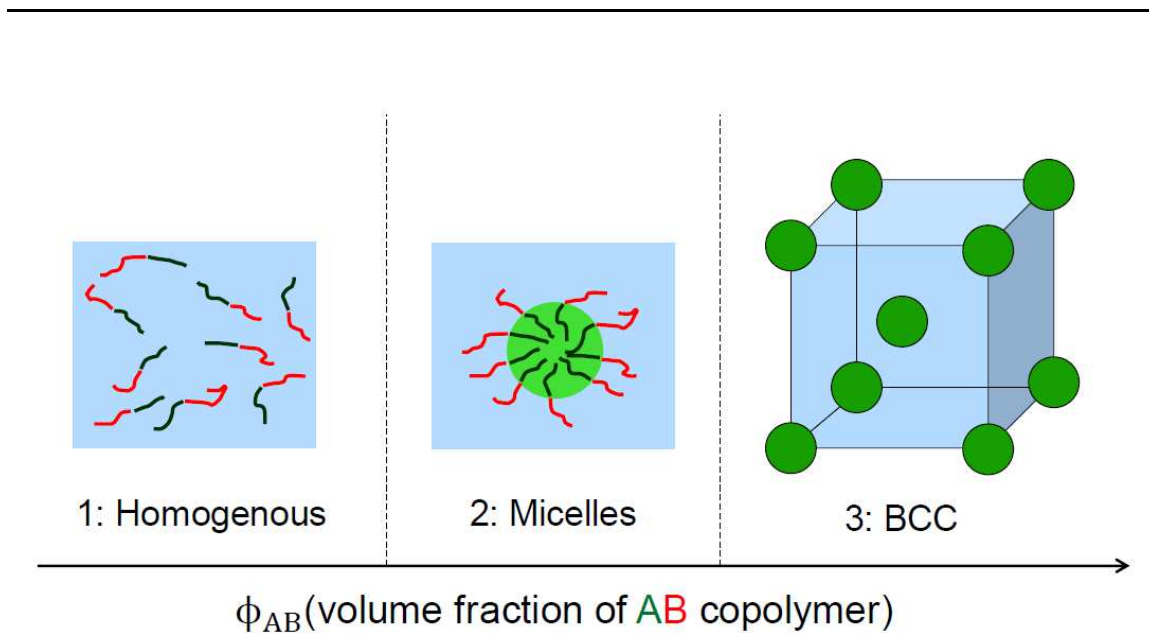 1: Homogenous
2: Micelles
3: BCC
ϕAB(volume fraction of AB copolymer)